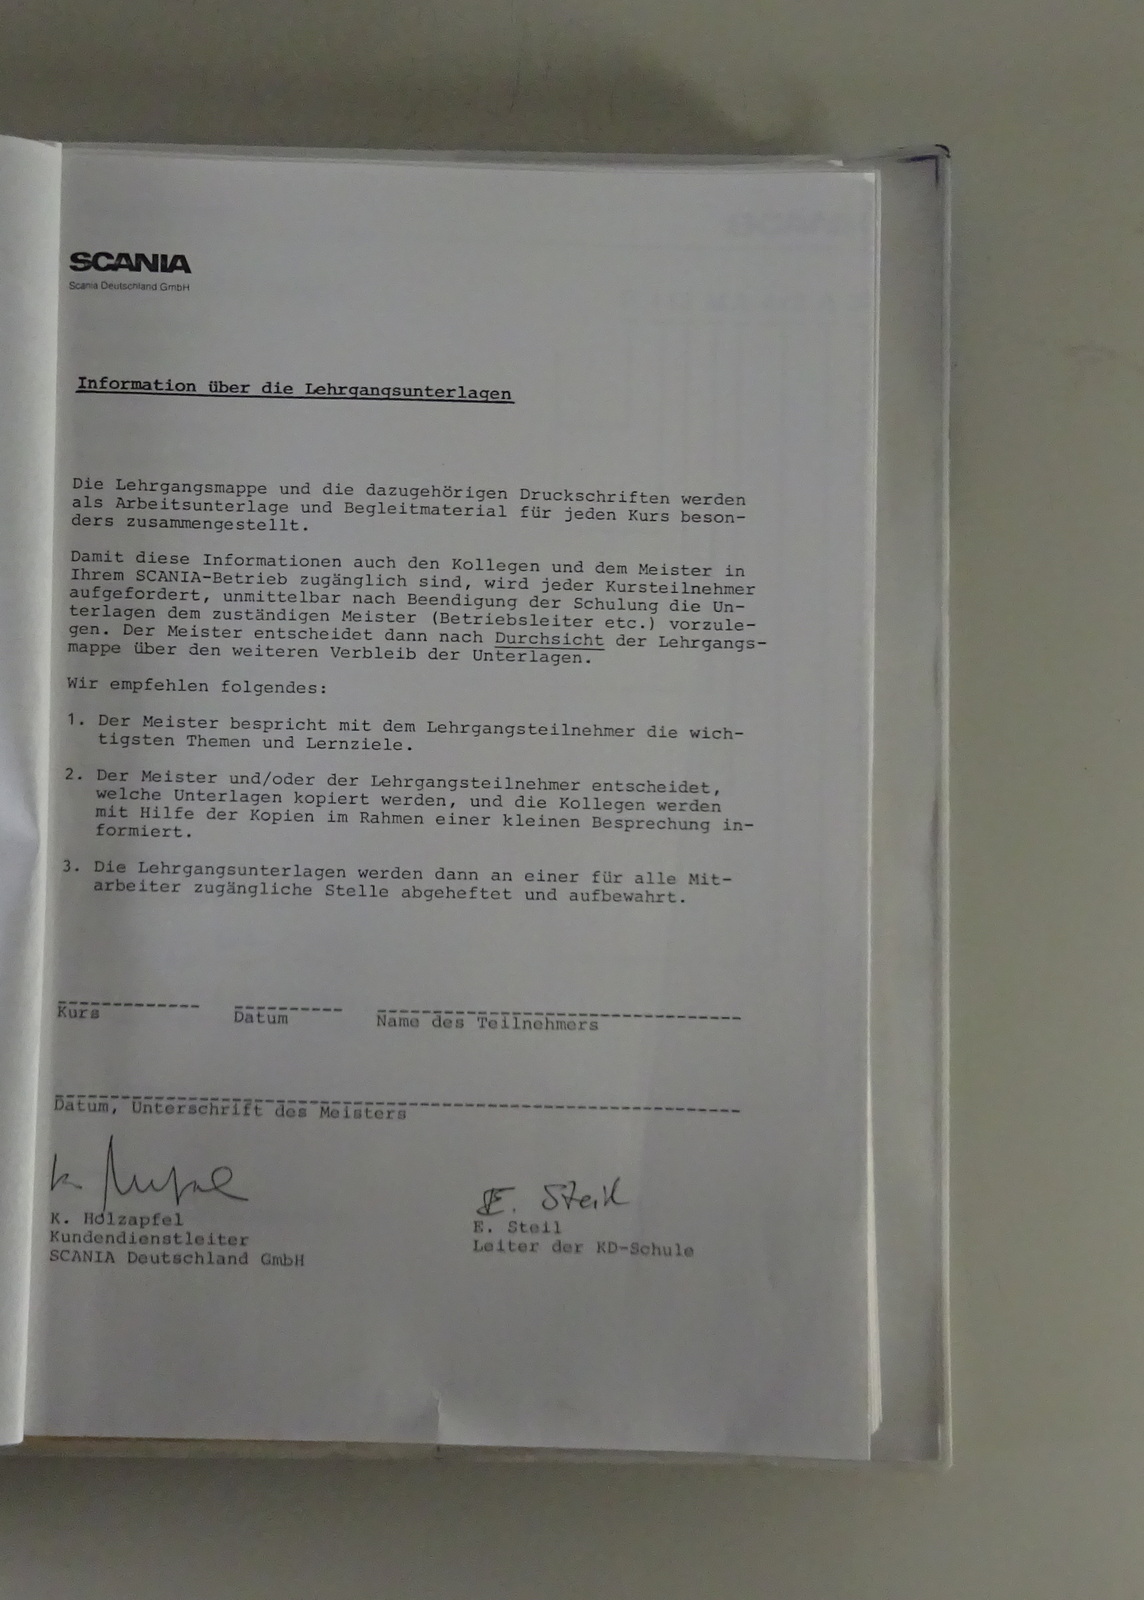 SCANIA
Scania Deutschland GmbH
Information über die Lehrgangsunterlagen
Die Lehrgangsmappe und die dazugehörigen Druckschriften werden
als Arbeitsunterlage und Begleitmaterial für jeden Kurs beson-
ders zusammengestellt.
Damit diese Informationen auch den Kollegen und dem Meister in
Ihrem SCANIA-Betrieb zugänglich sind, wird jeder Kursteilnehmer
aufgefordert, unmittelbar nach Beendigung der Schulung die Un-
terlagen dem zuständigen Meister (Betriebsleiter etc.) vorzule-
gen. Der Meister entscheidet dann nach Durchsicht der Lehrgangs-
mappe über den weiteren Verbleib der Unterlagen.
Wir empfehlen folgendes:
1. Der Meister bespricht mit dem Lehrgangsteilnehmer die wich-
tigsten Themen und Lernziele.
2. Der Meister und/oder der Lehrgangsteilnehmer entscheidet,
welche Unterlagen kopiert werden, und die Kollegen werden
mit Hilfe der Kopien im Rahmen einer kleinen Besprechung in-
formiert.
3. Die Lehrgangsunterlagen werden dann an einer für alle Mit-
arbeiter zugängliche Stelle abgeheftet und aufbewahrt.
Kurs Datum Name des Teilnehmers
Datum, Unterschrift des Meisters
E. Steil
K. Holzapfel
Kundendienstleiter
SCANIA Deutschland GmbH
E. Steil
Leiter der KD-Schule